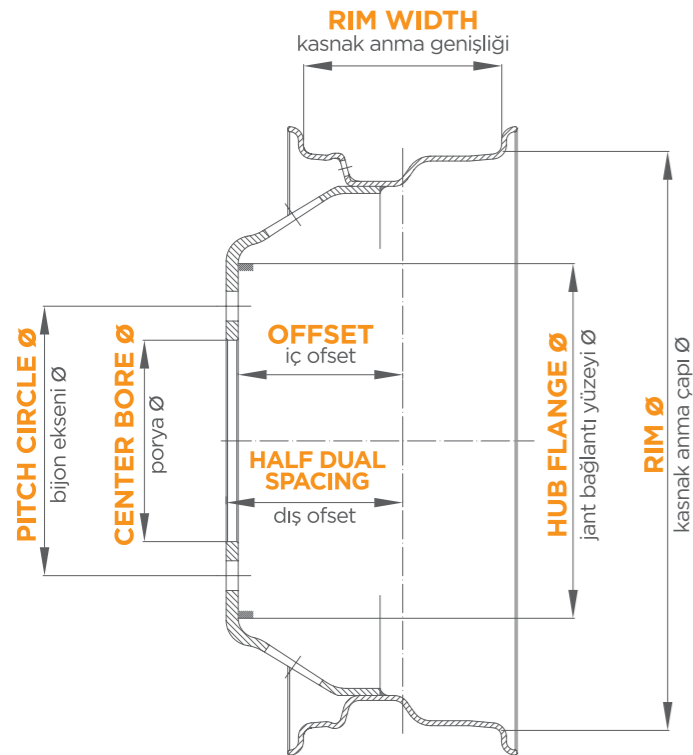 RIM WIDTH
kasnak anma genişliği
PITCH CIRCLE Ø
bijon ekseni Ø
CENTER BORE Ø
porya Ø
OFFSET
iç ofset
HALF DUAL
SPACING
dış ofset
HUB FLANGE Ø
jant bağlantı yüzeyi Ø
RIM Ø
kasnak anma çapı Ø